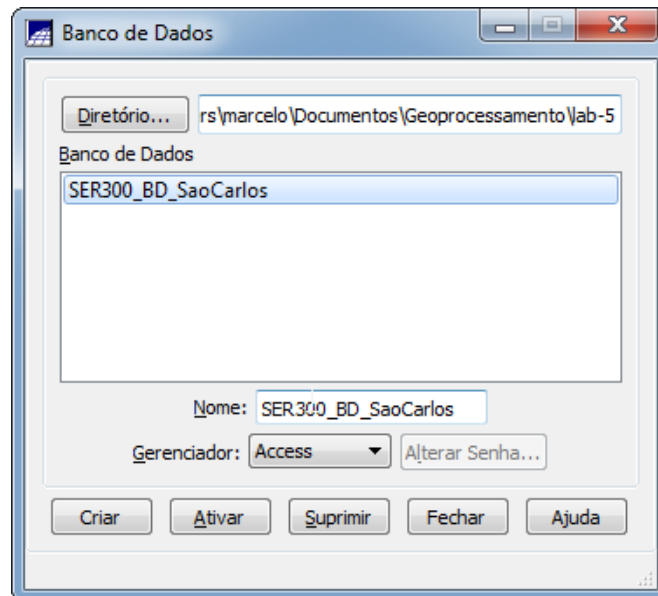 Banco de Dados
Diretório... rs\marcelo\Documentos\Geoprocessamento\lab-5
Banco de Dados
SER300_BD_SaoCarlos
Nome: SER300_BD_SaoCarlos
Gerenciador: Access Alterar Senha...
Criar Ativar Suprimir Fechar Ajuda